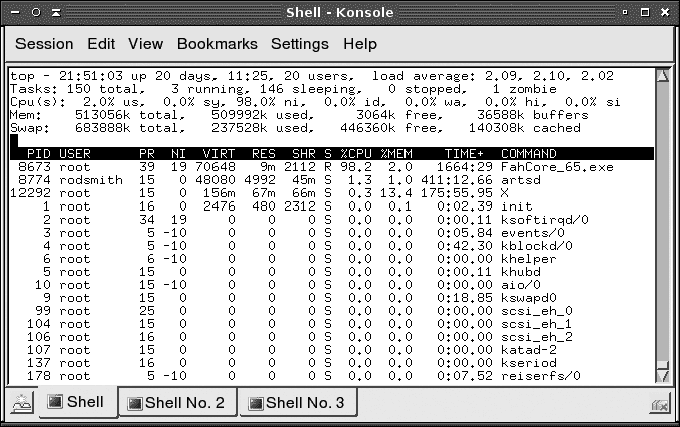 Shell - Konsole
Session Edit View Bookmarks Settings Help
top - 21:51:03 up 20 days, 11:25, 20 users, load average: 2.09, 2.10, 2.02
Tasks: 150 total, 3 running, 146 sleeping, 0 stopped, 1 zombie
Cpu(s): 2.0% us, 0.0% sy, 98.0% ni, 0.0% id, 0.0% wa, 0.0% hi, 0.0% si
Mem: 513056k total, 509992k used, 3064k free, 36588k buffers
Swap: 683888k total, 237528k used, 446360k free, 140308k cached
PID USER PR NI VIRT RES SHR S %CPU %MEM TIME+ COMMAND
8673 root 39 19 70648 9m 2112 R 98.2 2.0 1664:29 FahCore_65.exe
8774 rodsmith 15 0 48080 4992 45m S 1.3 1.0 411:12.66 artsd
12292 root 15 0 156m 67m 66m S 0.3 13.4 175:55.95 X
1 root 16 0 2476 480 2312 S 0.0 0.1 0:02.39 init
2 root 34 19 0 0 0 S 0.0 0.0 0:00.11 ksoftirqd/0
3 root 5 -10 0 0 0 S 0.0 0.0 0:05.84 events/0
4 root 5 -10 0 0 0 S 0.0 0.0 0:42.30 kblockd/0
6 root 6 -10 0 0 0 S 0.0 0.0 0:00.00 khelper
5 root 15 0 0 0 0 S 0.0 0.0 0:00.11 khubd
10 root 15 -10 0 0 0 S 0.0 0.0 0:00.00 aio/0
9 root 15 0 0 0 0 S 0.0 0.0 0:18.85 kswapd0
99 root 25 0 0 0 0 S 0.0 0.0 0:00.00 scsi_eh_0
104 root 15 0 0 0 0 S 0.0 0.0 0:00.00 scsi_eh_1
106 root 16 0 0 0 0 S 0.0 0.0 0:00.00 scsi_eh_2
107 root 15 0 0 0 0 S 0.0 0.0 0:00.00 katad-2
137 root 16 0 0 0 0 S 0.0 0.0 0:00.00 kseriod
178 root 5 -10 0 0 0 S 0.0 0.0 0:07.52 reiserfs/0
Shell Shell No. 2 Shell No. 3